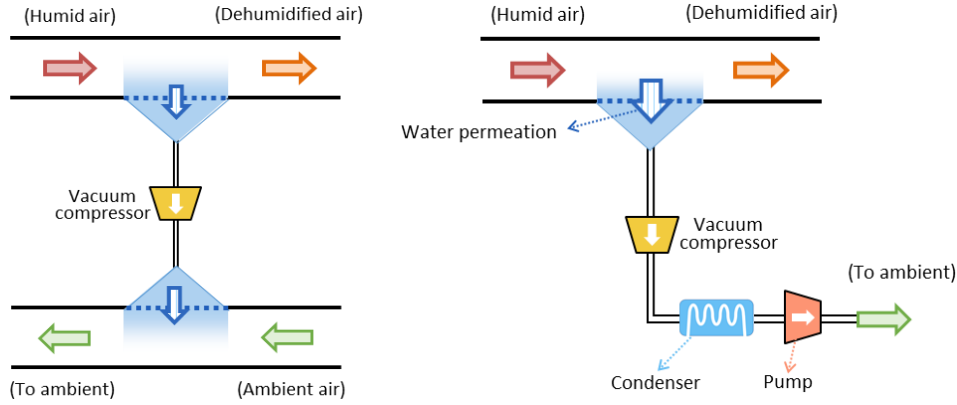 (Humid air)
(Dehumidified air)
Vacuum
compressor
(To ambient)
(Ambient air)
(Humid air)
(Dehumidified air)
Water permeation
Vacuum
compressor
(To ambient)
Condenser
Pump